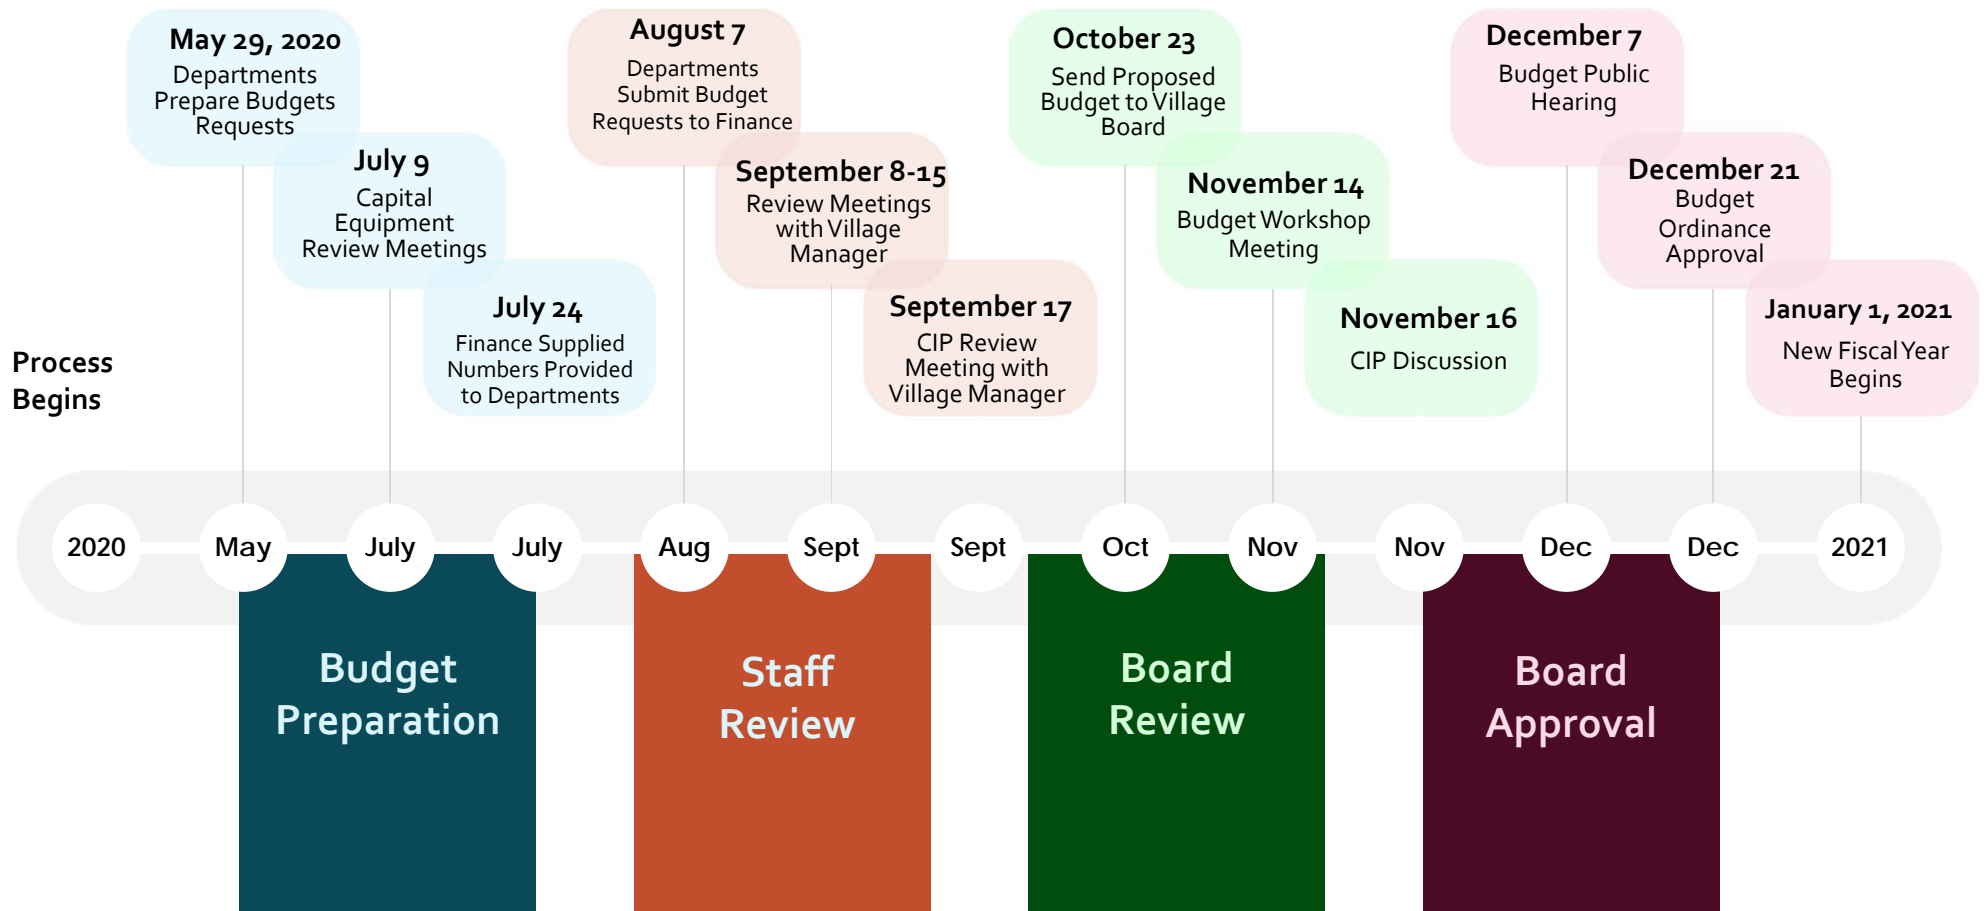 May 29, 2020
Departments
Prepare Budgets
Requests
July 9
Capital
Equipment
Review Meetings
July 24
Finance Supplied
Numbers Provided
to Departments
August 7
Departments
Submit Budget
Requests to Finance
September 8-15
Review Meetings
with Village
Manager
September 17
CIP Review
Meeting with
Village Manager
October 23
Send Proposed
Budget to Village
Board
November 14
Budget Workshop
Meeting
November 16
CIP Discussion
December 7
Budget Public
Hearing
December 21
Budget
Ordinance
Approval
January 1, 2021
New Fiscal Year
Begins
Process
Begins
2020
May
July
July
Aug
Sept
Sept
Oct
Nov
Nov
Dec
Dec
2021
Budget
Preparation
Staff
Review
Board
Review
Board
Approval